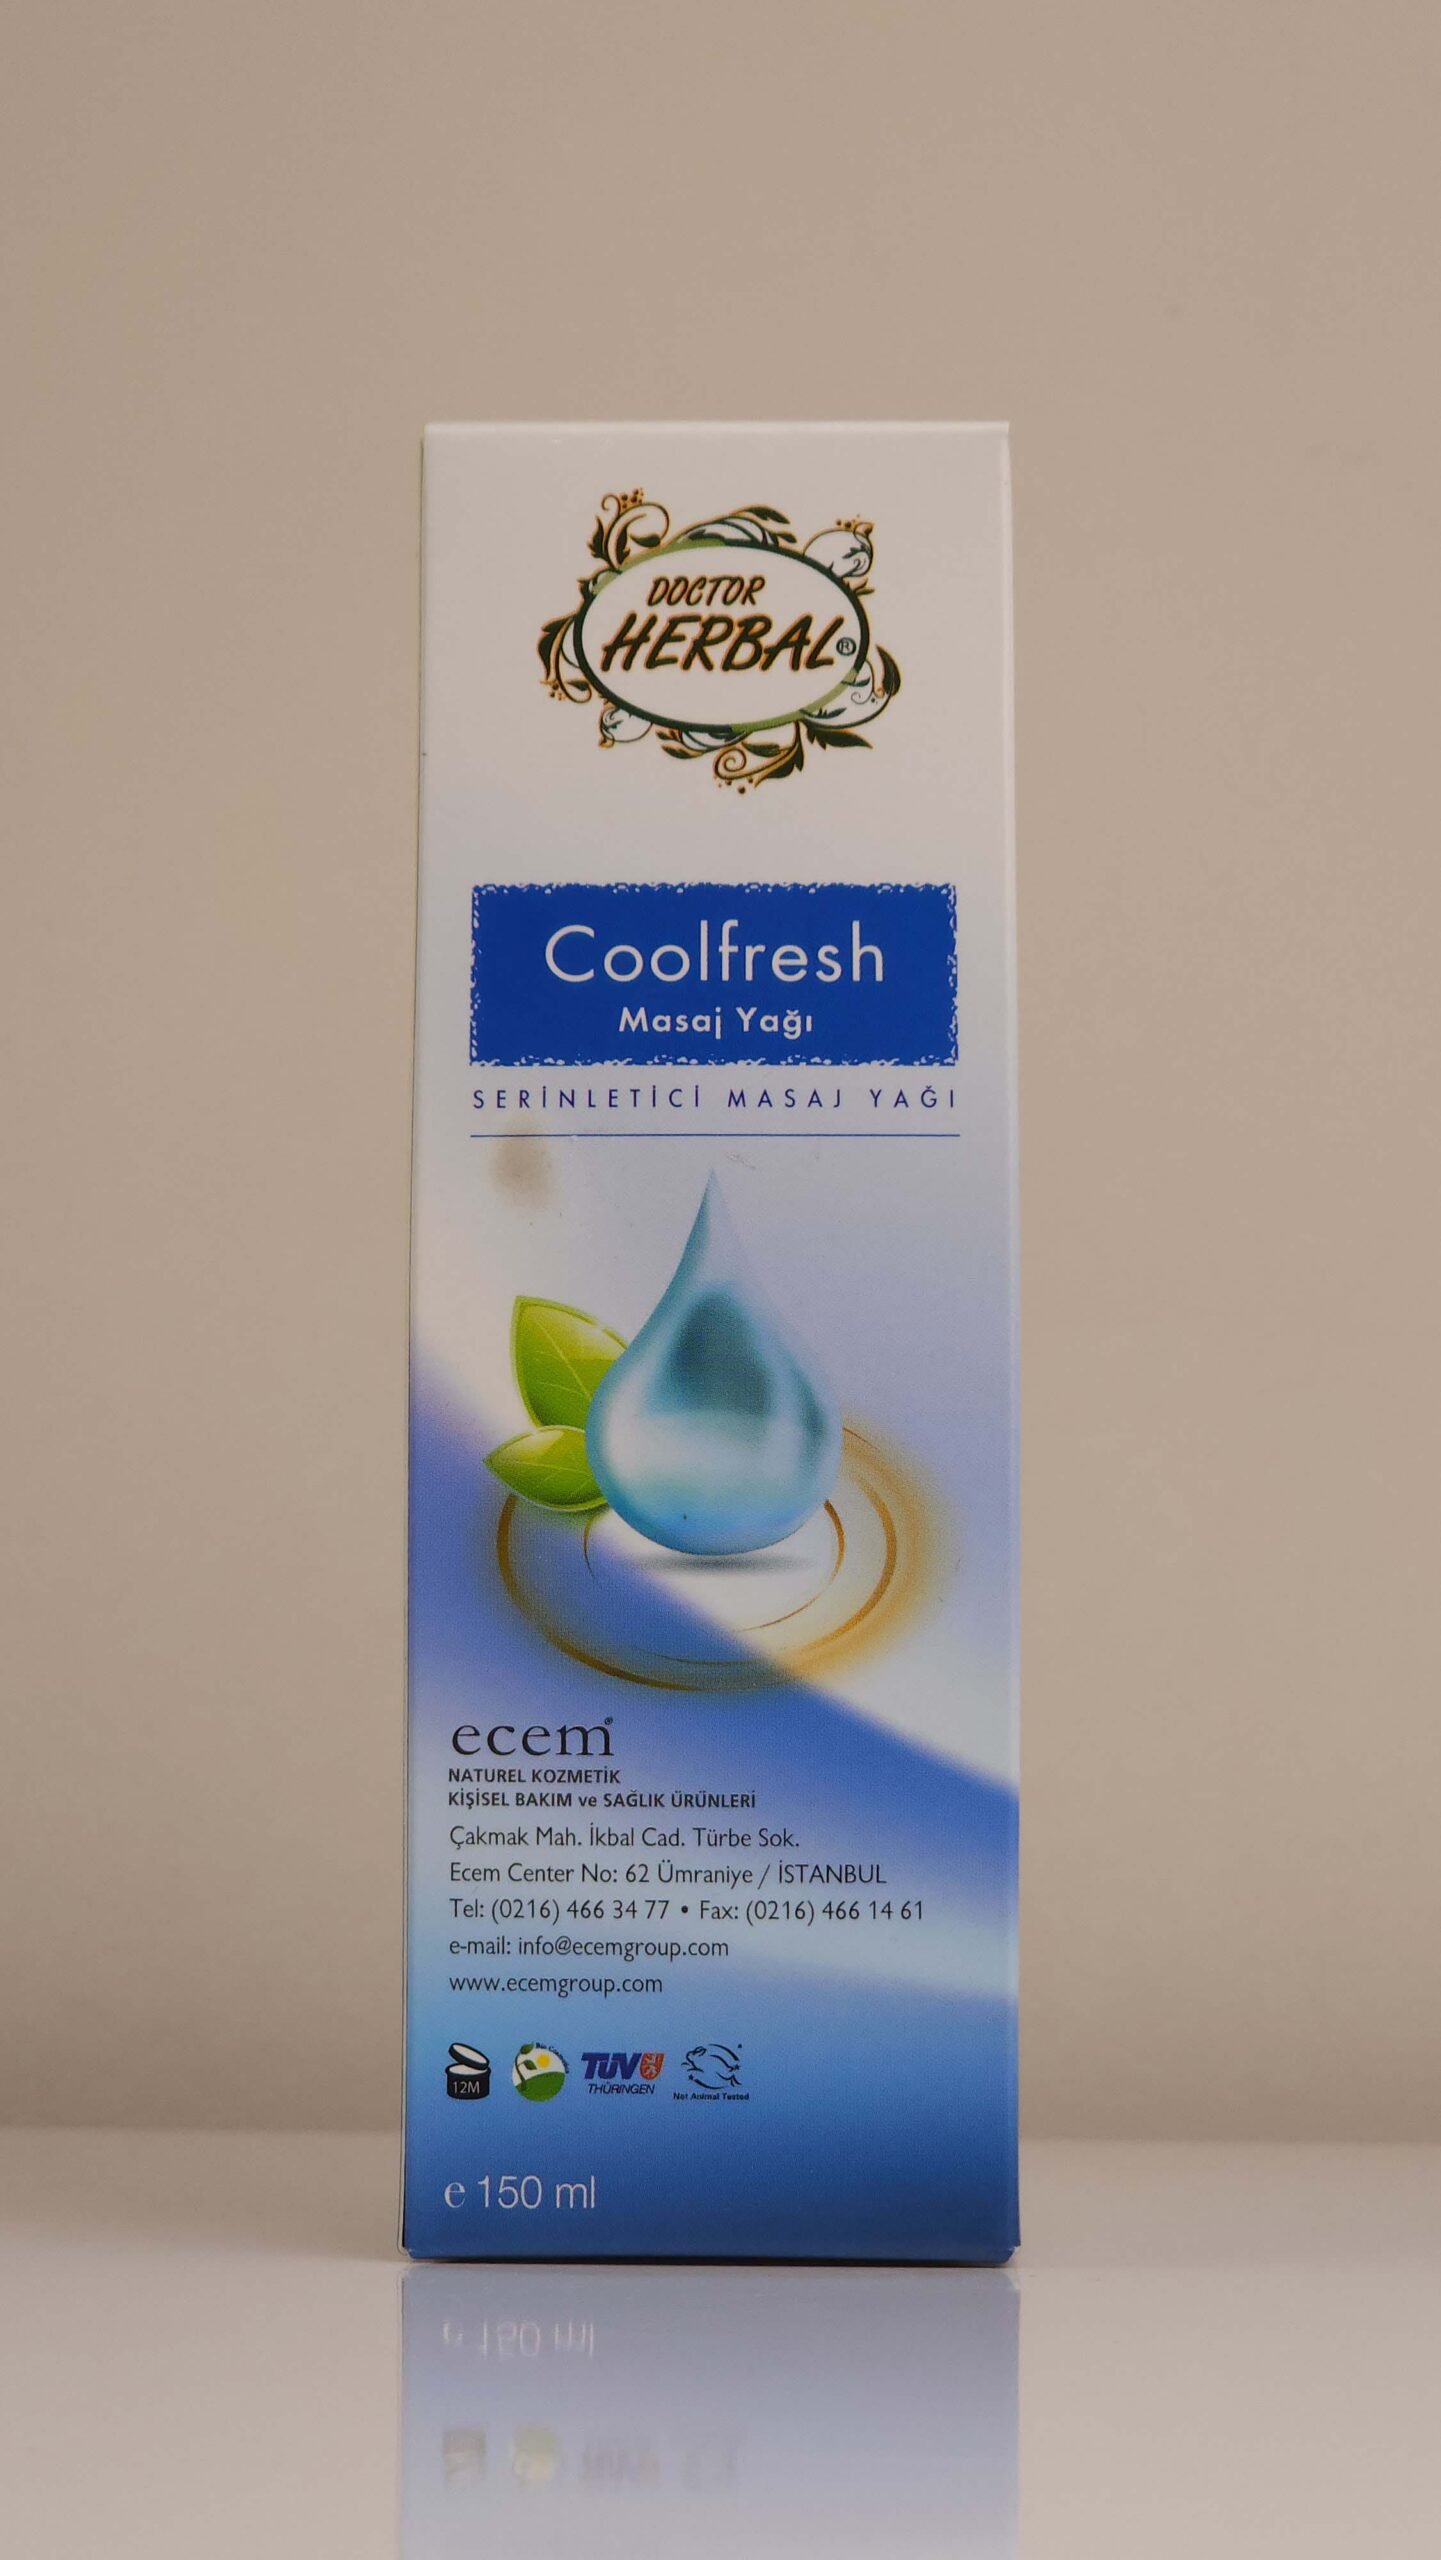 DOCTOR
HERBAL®
Coolfresh
Masaj Yağı
SERİNLETİCİ MASAJ YAĞI
ecem®
NATUREL KOZMETİK
KİŞİSEL BAKIM ve SAĞLIK ÜRÜNLERİ
Çakmak Mah. İkbal Cad. Türbe Sok.
Ecem Center No: 62 Ümraniye / İSTANBUL
Tel: (0216) 466 34 77 • Fax: (0216) 466 14 61
e-mail: info@ecemgroup.com
www.ecemgroup.com
12M
TÜV
THÜRINGEN
Not Animal Tested
e 150 ml